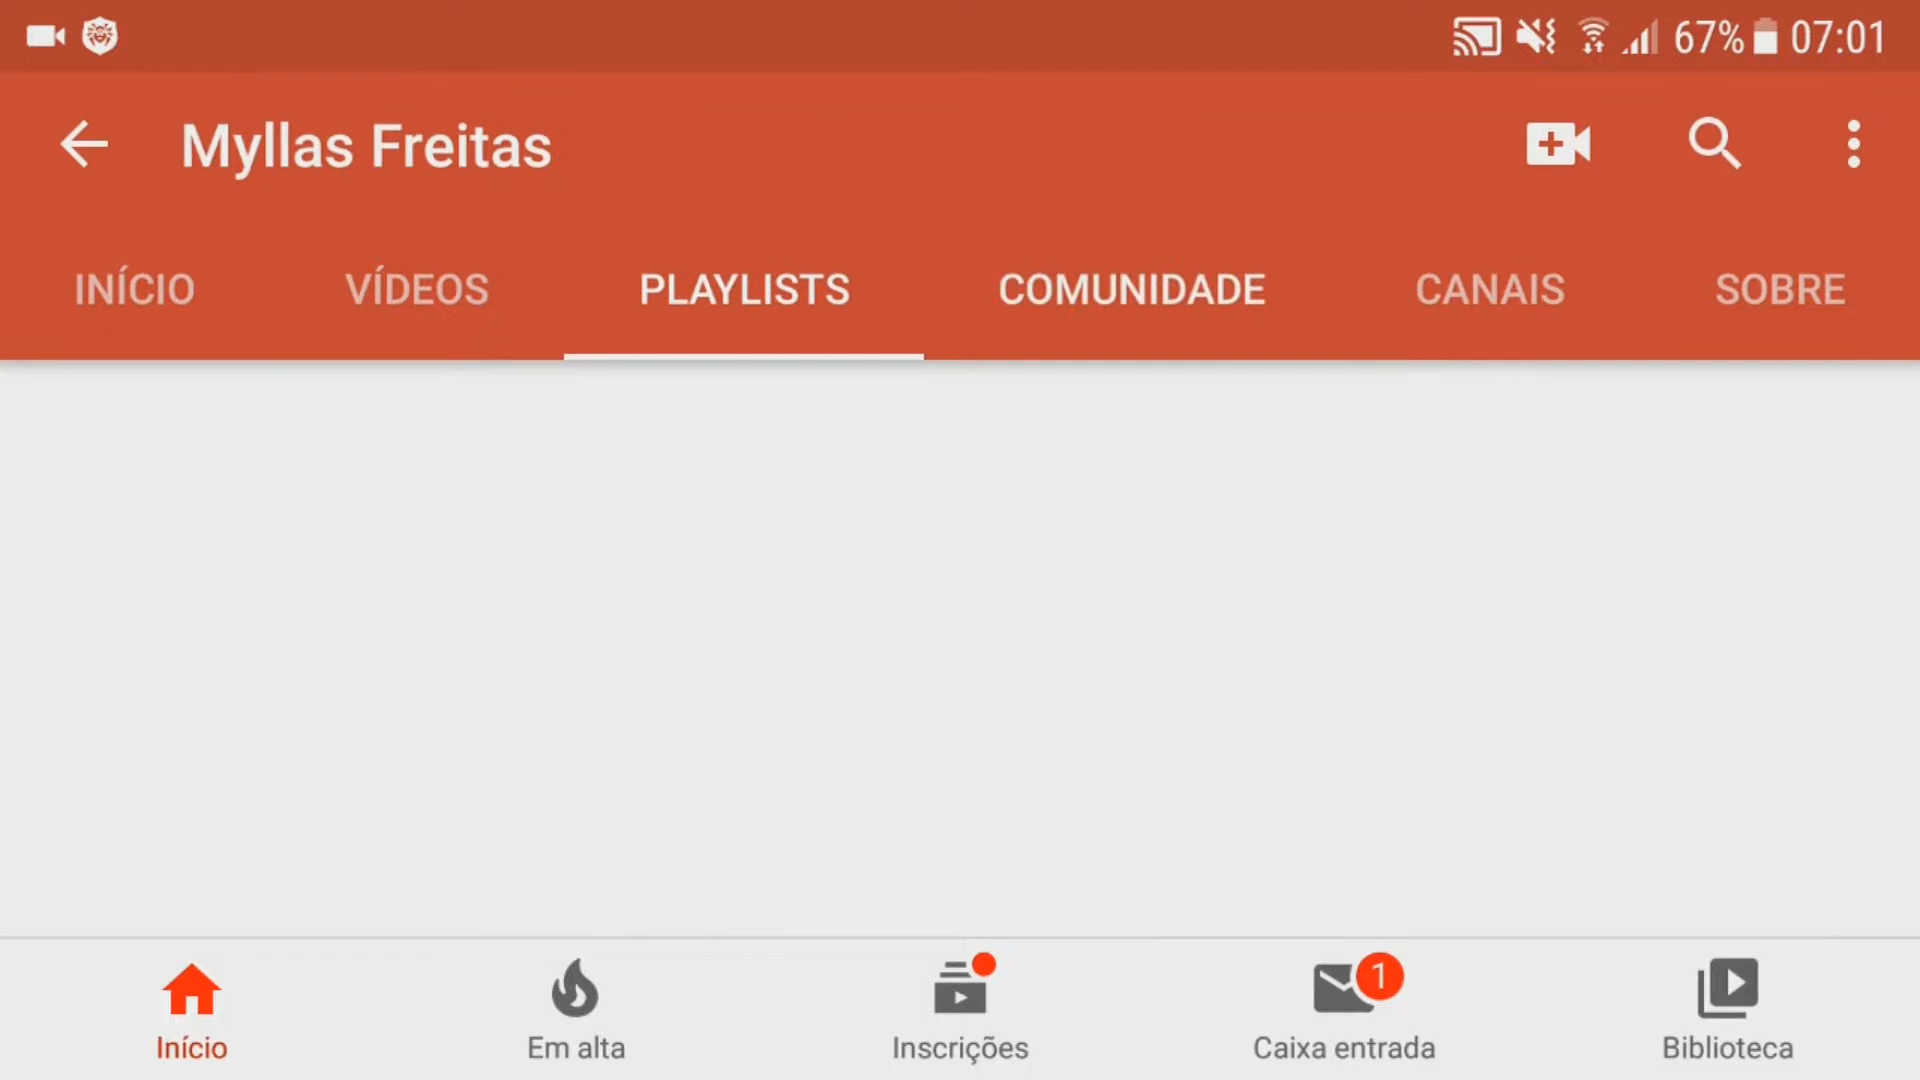 67% 07:01
Myllas Freitas
INÍCIO VÍDEOS PLAYLISTS COMUNIDADE CANAIS SOBRE
1
Início Em alta Inscrições Caixa entrada Biblioteca